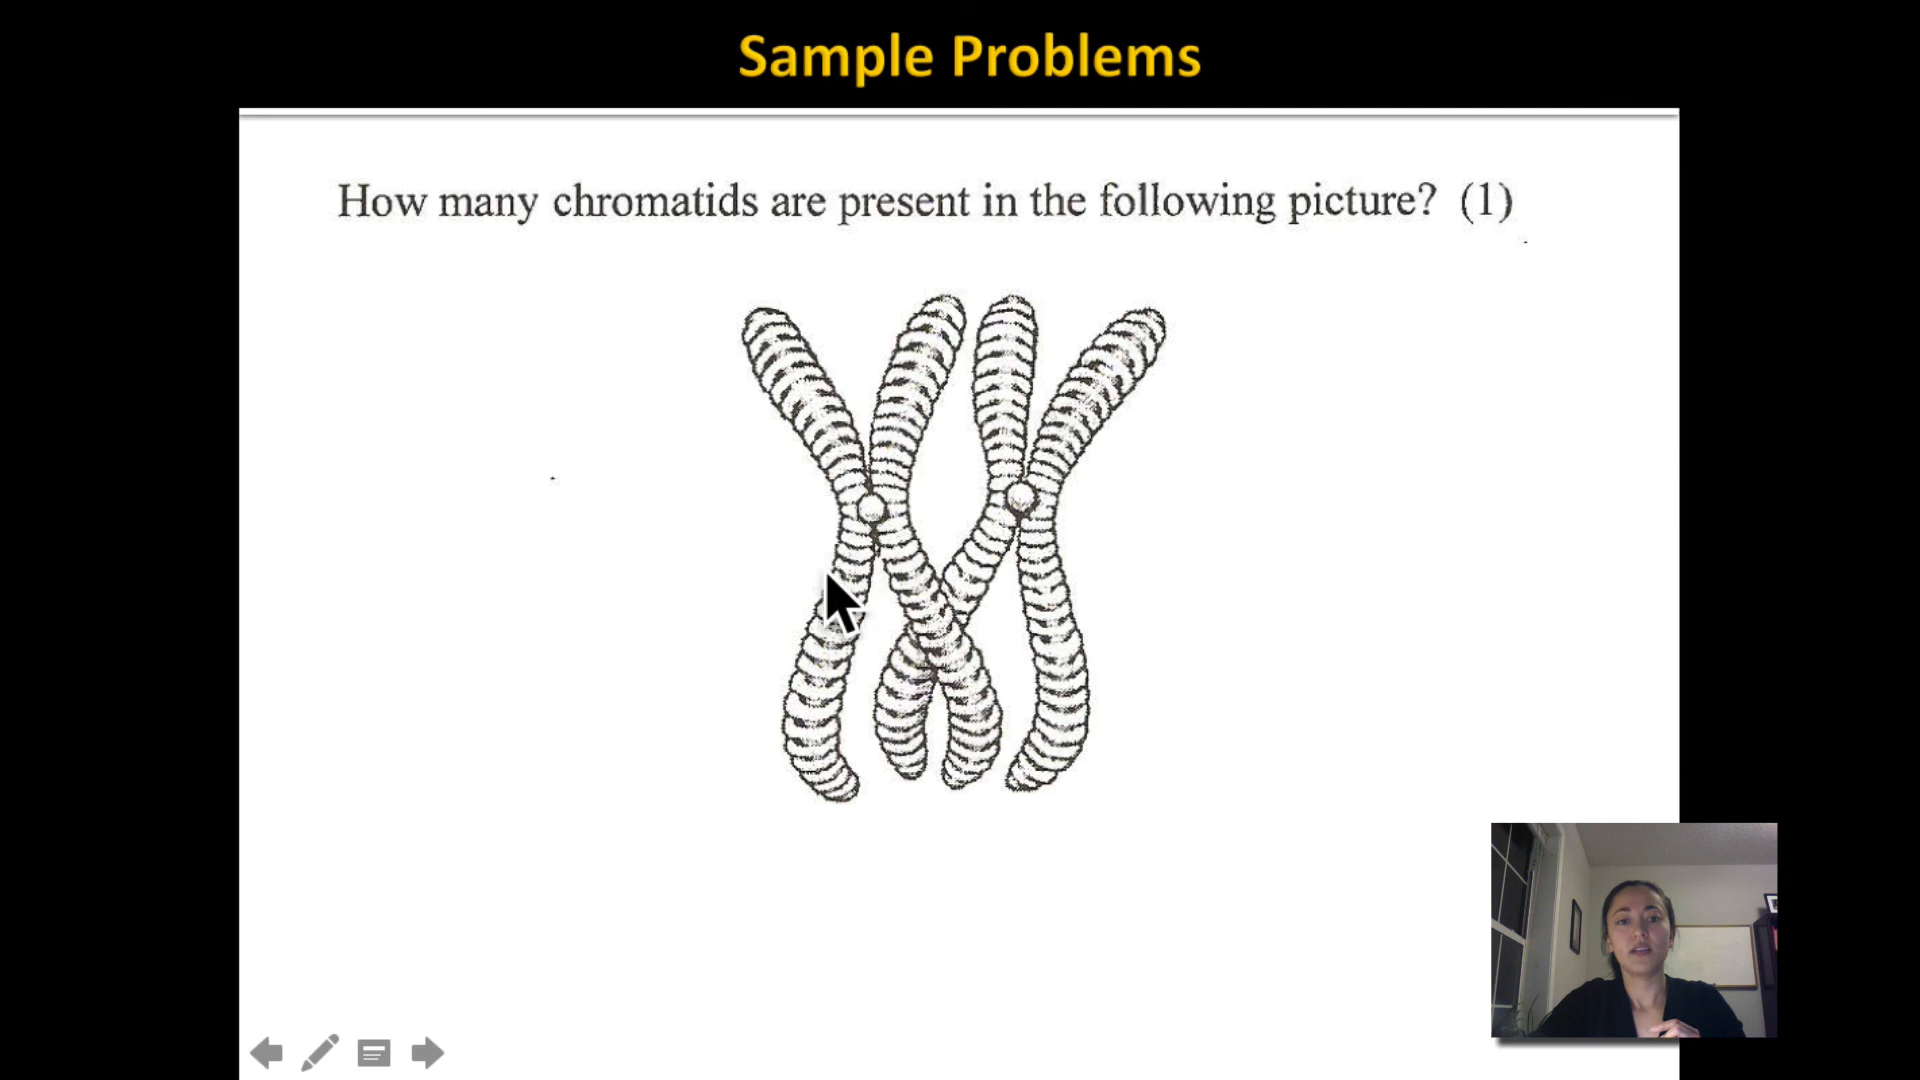 Sample Problems
How many chromatids are present in the following picture? (1)